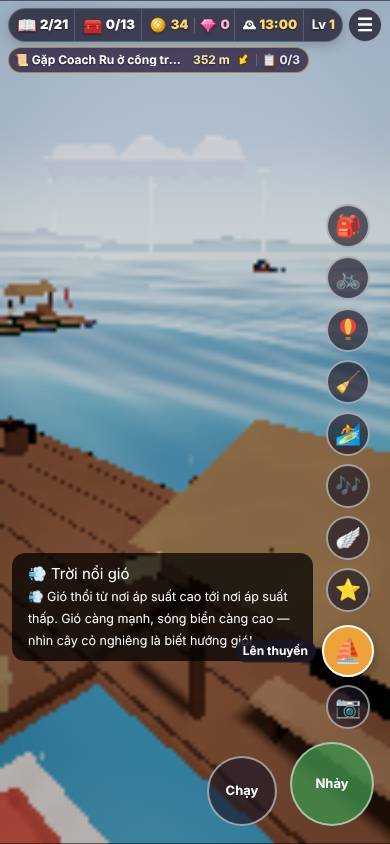 2/21 0/13 34 0 13:00 Lv 1
Gặp Coach Ru ở công tr... 352 m 0/3
Trời nổi gió
Gió thổi từ nơi áp suất cao tới nơi áp suất
thấp. Gió càng mạnh, sóng biển càng cao —
nhìn cây cỏ nghiêng là biết hướng gió!
Lên thuyền
Chạy
Nhảy